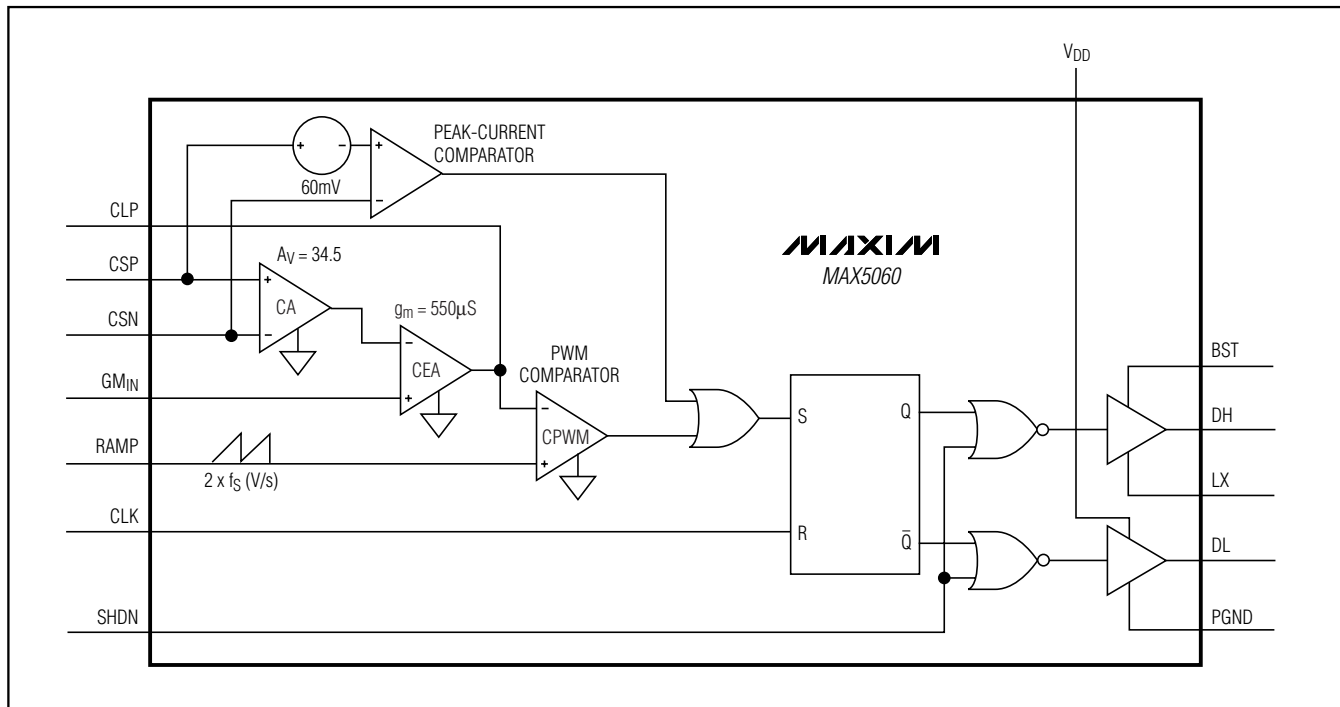 VDD
PEAK-CURRENT
COMPARATOR
+ -
+
60mV
-
CLP
MAXIM
MAX5060
CSP
AV = 34.5
+
CA
gm = 550µS
CSN
-
-
CEA
PWM
COMPARATOR
BST
GMIN
+
-
S
Q
DH
CPWM
RAMP
+
2 x fS (V/s)
LX
CLK
R
Q̅
DL
SHDN
PGND